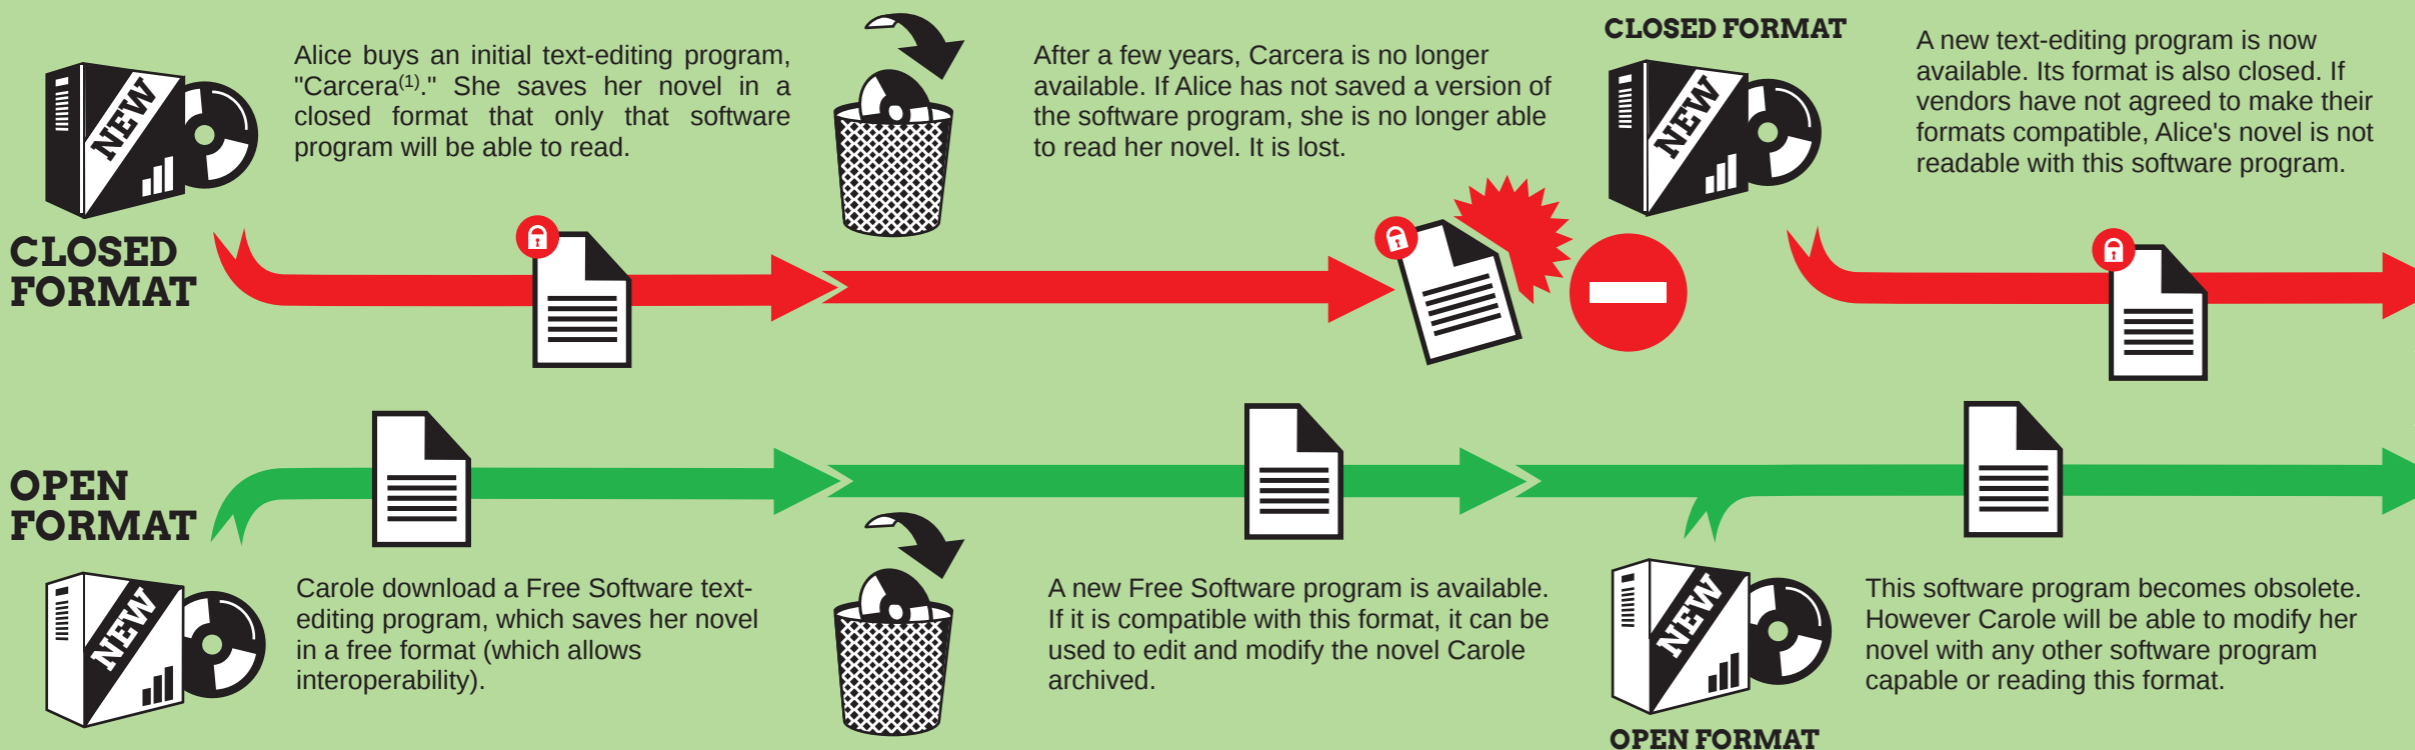 NEW
Alice buys an initial text-editing program,
"Carcera(1)." She saves her novel in a
closed format that only that software
program will be able to read.
After a few years, Carcera is no longer
available. If Alice has not saved a version of
the software program, she is no longer able
to read her novel. It is lost.
CLOSED FORMAT
NEW
A new text-editing program is now
available. Its format is also closed. If
vendors have not agreed to make their
formats compatible, Alice's novel is not
readable with this software program.
CLOSED
FORMAT
OPEN
FORMAT
NEW
Carole download a Free Software text-
editing program, which saves her novel
in a free format (which allows
interoperability).
A new Free Software program is available.
If it is compatible with this format, it can be
used to edit and modify the novel Carole
archived.
NEW
OPEN FORMAT
This software program becomes obsolete.
However Carole will be able to modify her
novel with any other software program
capable or reading this format.